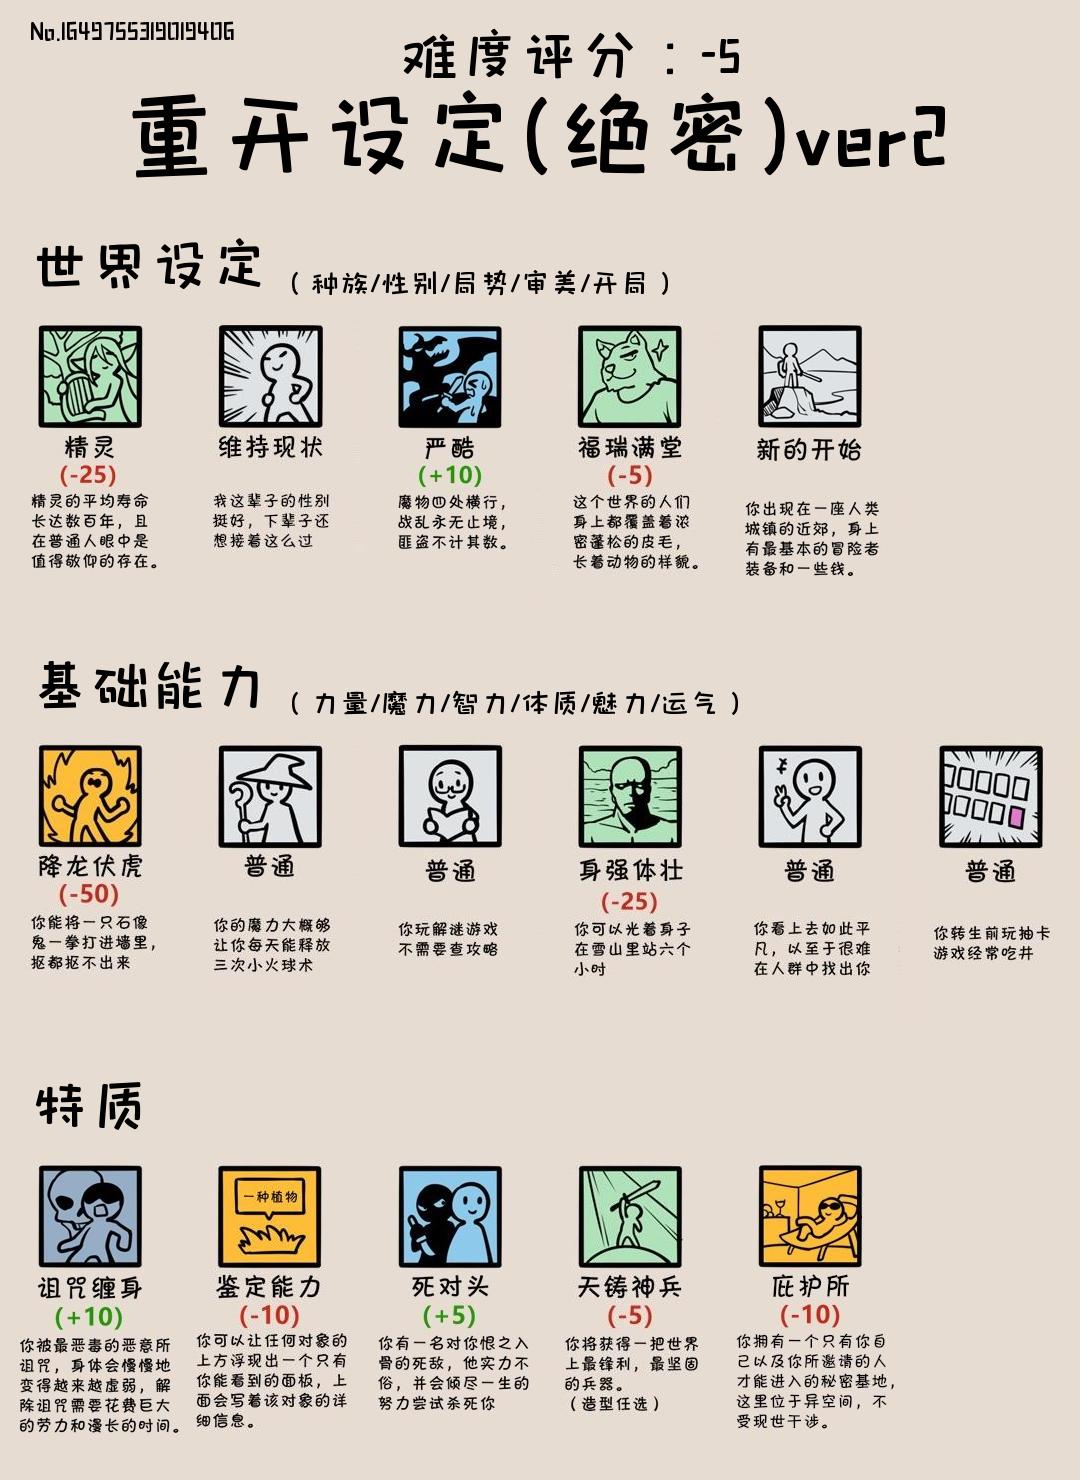 No.1649755319019406
难度评分：-5
重开设定(绝密)ver2
世界设定（种族/性别/局势/审美/开局）
精灵
(-25)
精灵的平均寿命
长达数百年，且
在普通人眼中是
值得敬仰的存在。
维持现状
我这辈子的性别
挺好，下辈子还
想接着这么过
严酷
(+10)
魔物四处横行，
战乱永无止境，
匪盗不计其数。
福瑞满堂
(-5)
这个世界的人们
身上都覆盖着浓
密蓬松的皮毛，
长着动物的样貌。
新的开始
你出现在一座人类
城镇的近郊，身上
有最基本的冒险者
装备和一些钱。
基础能力（力量/魔力/智力/体质/魅力/运气）
降龙伏虎
(-50)
你能将一只石像
鬼一拳打进墙里，
抠都抠不出来
普通
你的魔力大概够
让你每天能释放
三次小火球术
普通
你玩解谜游戏
不需要查攻略
身强体壮
(-25)
你可以光着身子
在雪山里站六个
小时
普通
你看上去如此平
凡，以至于很难
在人群中找出你
普通
你转生前玩抽卡
游戏经常吃井
特质
诅咒缠身
(+10)
你被最恶毒的恶意所
诅咒，身体会慢慢地
变得越来越虚弱，解
除诅咒需要花费巨大
的劳力和漫长的时间。
一种植物
鉴定能力
(-10)
你可以让任何对象的
上方浮现出一个只有
你能看到的面板，上
面会写着该对象的详
细信息。
死对头
(+5)
你有一名对你恨之入
骨的死敌，他实力不
俗，并会倾尽一生的
努力尝试杀死你
天铸神兵
(-5)
你将获得一把世界
上最锋利，最坚固
的兵器。
（造型任选）
庇护所
(-10)
你拥有一个只有你自
己以及你所邀请的人
才能进入的秘密基地，
这里位于异空间，不
受现世干涉。